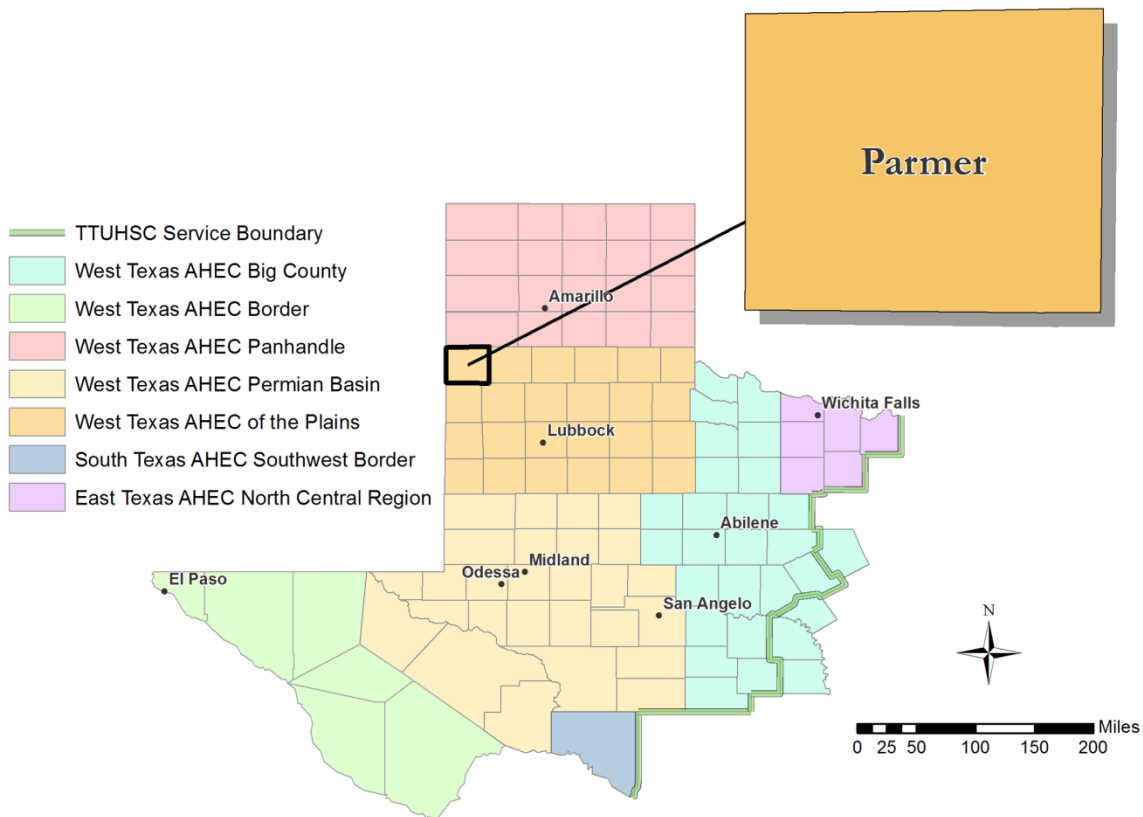 Parmer
TTUHSC Service Boundary
West Texas AHEC Big County
West Texas AHEC Border
West Texas AHEC Panhandle
West Texas AHEC Permian Basin
West Texas AHEC of the Plains
South Texas AHEC Southwest Border
East Texas AHEC North Central Region
Amarillo
Wichita Falls
Lubbock
Abilene
Midland
Odessa
El Paso
San Angelo
N
Miles
0 25 50 100 150 200